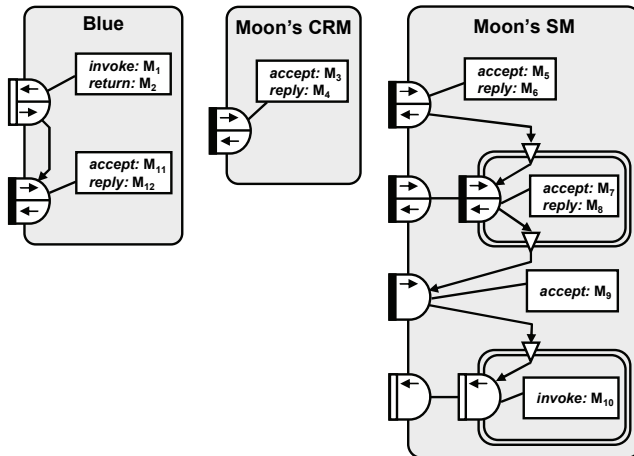 Blue
invoke: M₁
return: M₂
accept: M₁₁
reply: M₁₂
Moon's CRM
accept: M₃
reply: M₄
Moon's SM
accept: M₅
reply: M₆
accept: M₇
reply: M₈
accept: M₉
invoke: M₁₀